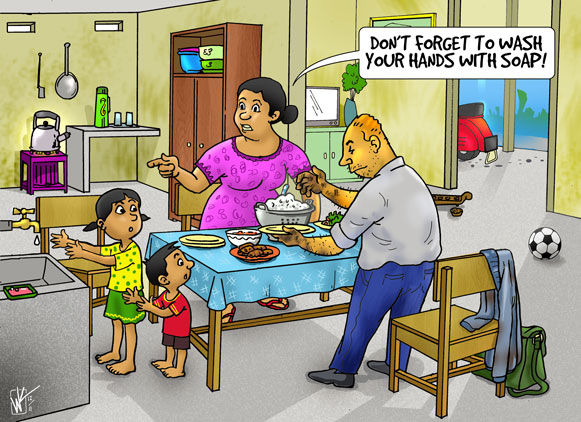 DON'T FORGET TO WASH
YOUR HANDS WITH SOAP!